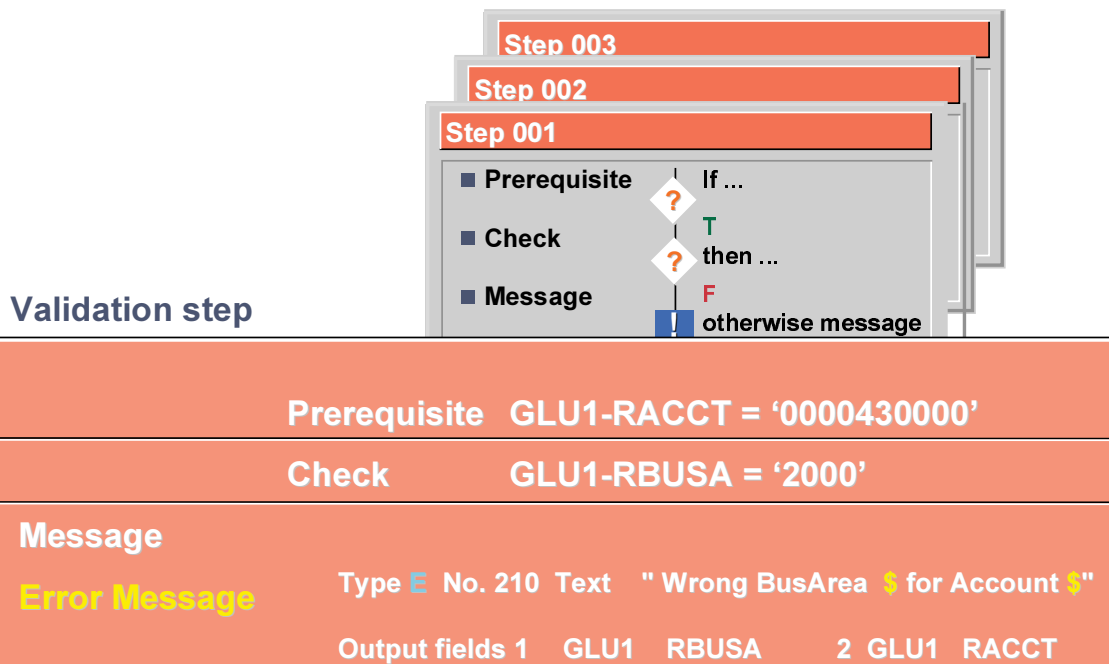 Step 003
Step 002
Step 001
Prerequisite If ...
?
T
Check
? then ...
Message F
! otherwise message
Validation step
Prerequisite GLU1-RACCT = ‘0000430000’
Check GLU1-RBUSA = ‘2000’
Message
Error Message Type E No. 210 Text " Wrong BusArea $ for Account $"
Output fields 1 GLU1 RBUSA 2 GLU1 RACCT